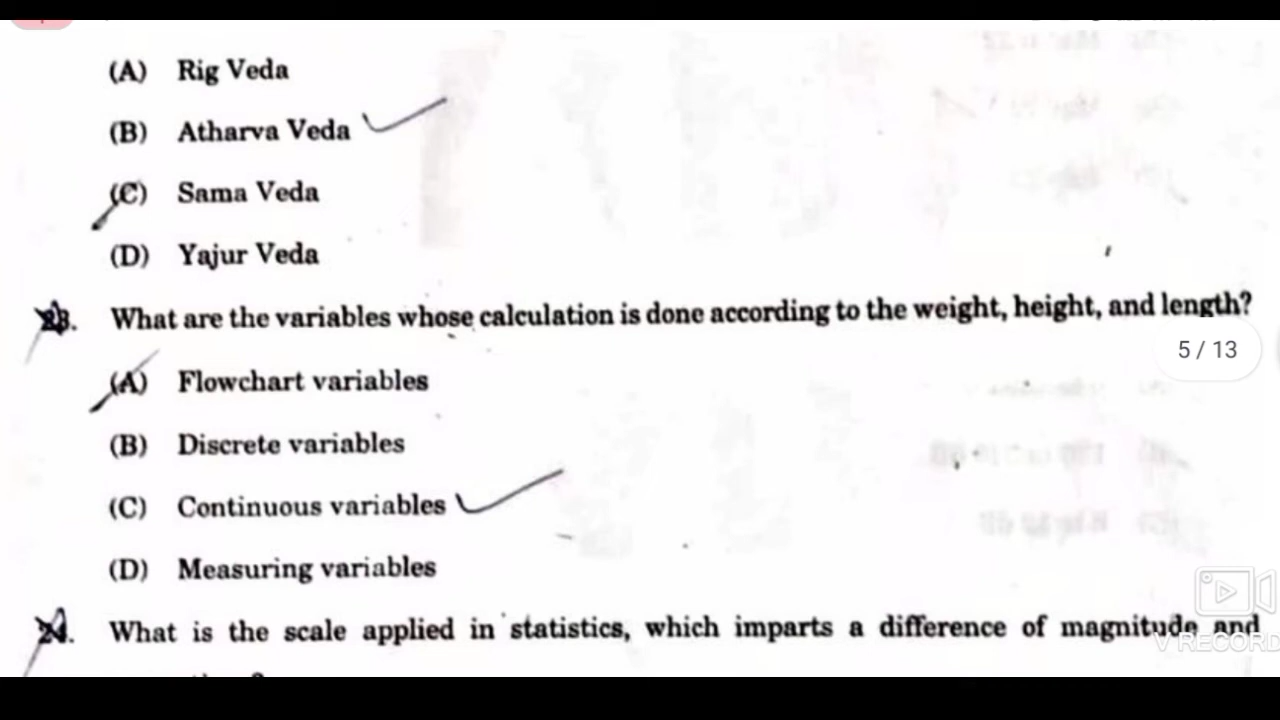 (A) Rig Veda
(B) Atharva Veda
(C) Sama Veda
(D) Yajur Veda
23. What are the variables whose calculation is done according to the weight, height, and length?
5 / 13
(A) Flowchart variables
(B) Discrete variables
(C) Continuous variables
(D) Measuring variables
24. What is the scale applied in statistics, which imparts a difference of magnitude and
V RECORD